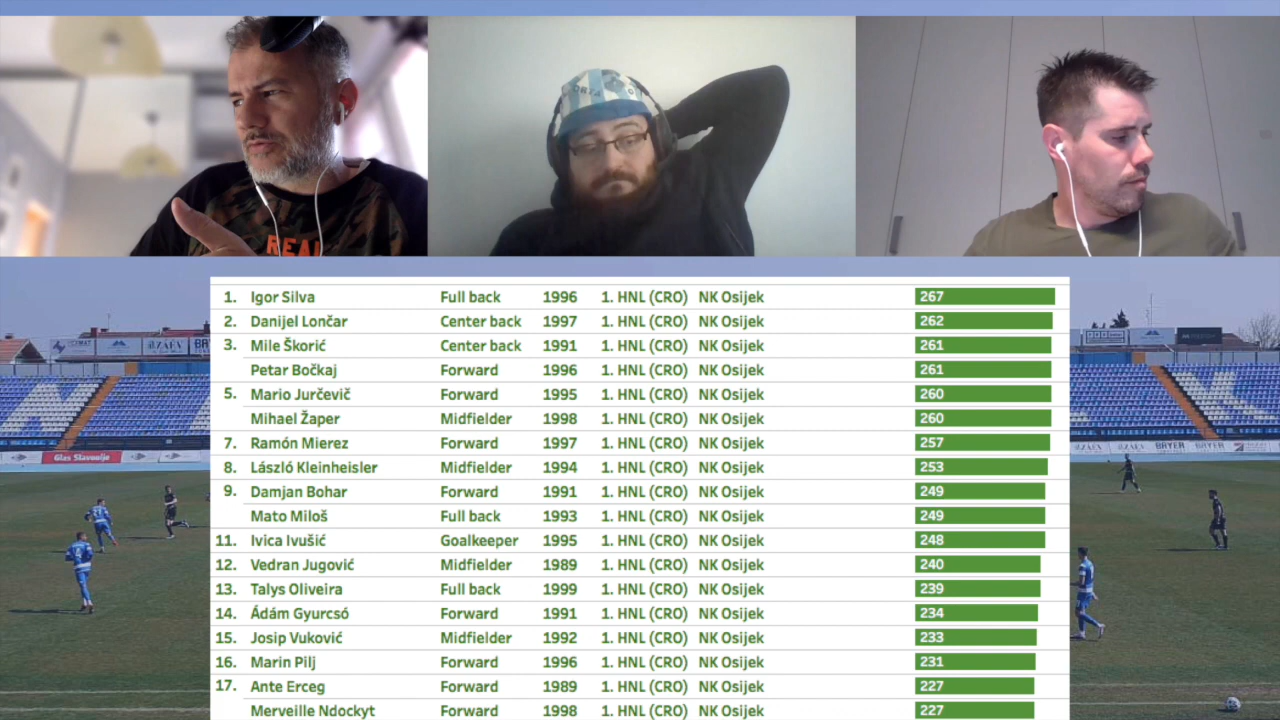 REAL
1. Igor Silva Full back 1996 1. HNL (CRO) NK Osijek 267
2. Danijel Lončar Center back 1997 1. HNL (CRO) NK Osijek 262
3. Mile Škorić Center back 1991 1. HNL (CRO) NK Osijek 261
Petar Bočkaj Forward 1996 1. HNL (CRO) NK Osijek 261
5. Mario Jurčevič Forward 1995 1. HNL (CRO) NK Osijek 260
Mihael Žaper Midfielder 1998 1. HNL (CRO) NK Osijek 260
7. Ramón Mierez Forward 1997 1. HNL (CRO) NK Osijek 257
8. László Kleinheisler Midfielder 1994 1. HNL (CRO) NK Osijek 253
9. Damjan Bohar Forward 1991 1. HNL (CRO) NK Osijek 249
Mato Miloš Full back 1993 1. HNL (CRO) NK Osijek 249
11. Ivica Ivušić Goalkeeper 1995 1. HNL (CRO) NK Osijek 248
12. Vedran Jugović Midfielder 1989 1. HNL (CRO) NK Osijek 240
13. Talys Oliveira Full back 1999 1. HNL (CRO) NK Osijek 239
14. Ádám Gyurcsó Forward 1991 1. HNL (CRO) NK Osijek 234
15. Josip Vuković Midfielder 1992 1. HNL (CRO) NK Osijek 233
16. Marin Pilj Forward 1996 1. HNL (CRO) NK Osijek 231
17. Ante Erceg Forward 1989 1. HNL (CRO) NK Osijek 227
Merveille Ndockyt Forward 1998 1. HNL (CRO) NK Osijek 227
Glas Slavonije
BRYER